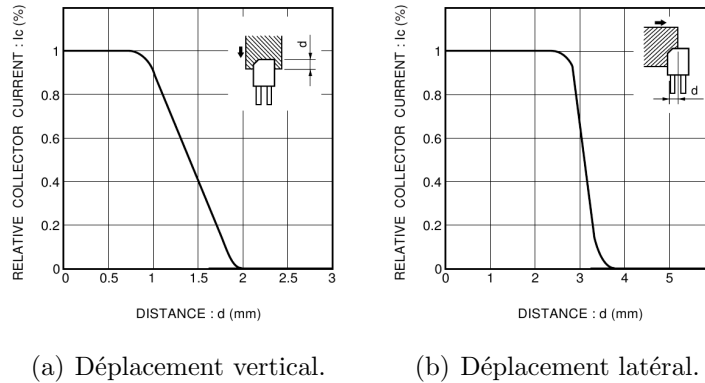 RELATIVE COLLECTOR CURRENT : Ic (%)
1
0.8
0.6
0.4
0.2
0
d
0 0.5 1 1.5 2 2.5 3
DISTANCE : d (mm)
(a) Déplacement vertical.
RELATIVE COLLECTOR CURRENT : Ic (%)
1
0.8
0.6
0.4
0.2
0
d
0 1 2 3 4 5
DISTANCE : d (mm)
(b) Déplacement latéral.